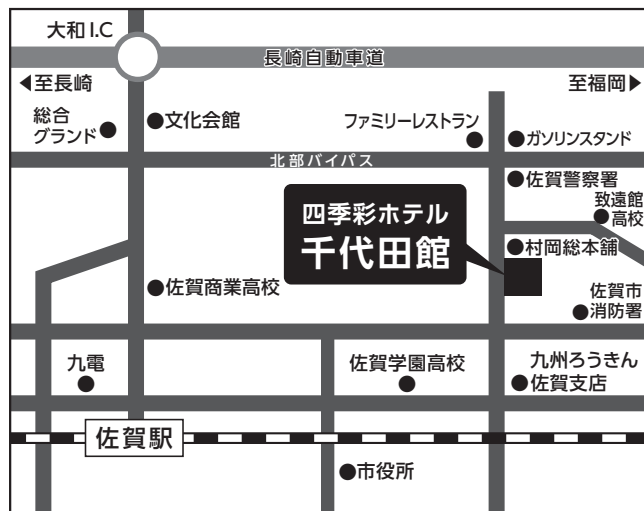 大和I.C
長崎自動車道
◀至長崎
至福岡▶
総合
グランド●
●文化会館
ファミリーレストラン
●ガソリンスタンド
北部バイパス
●佐賀警察署
致遠館
●高校
四季彩ホテル
千代田館
●村岡総本舗
●佐賀商業高校
佐賀市
●消防署
九電
佐賀学園高校
九州ろうきん
●佐賀支店
佐賀駅
●市役所